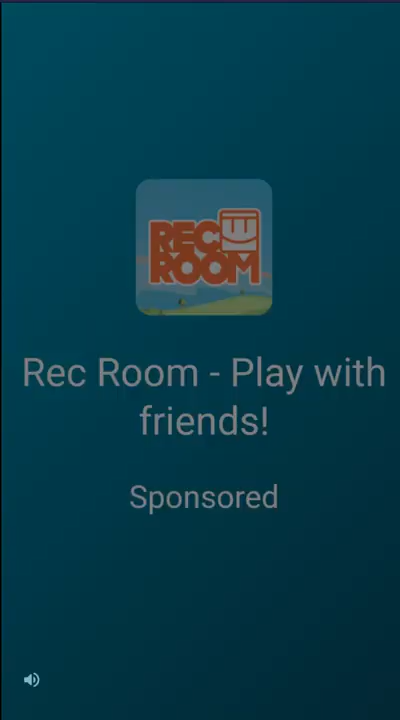 REC
ROOM
Rec Room - Play with
friends!
Sponsored